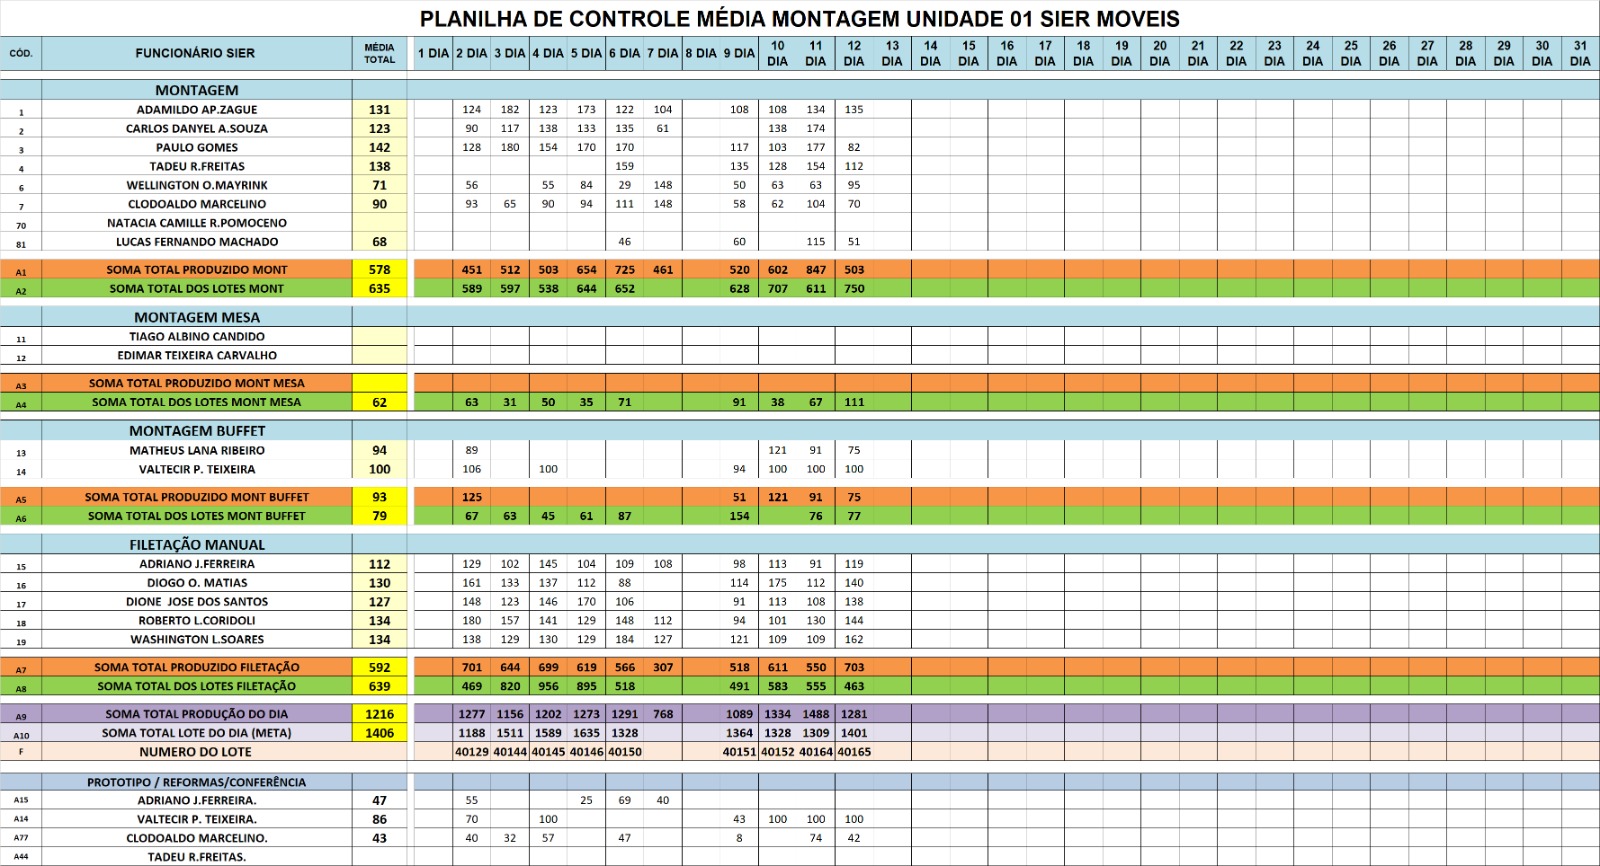 PLANILHA DE CONTROLE MÉDIA MONTAGEM UNIDADE 01 SIER MOVEIS
CÓD. FUNCIONÁRIO SIER MÉDIA TOTAL 1 DIA 2 DIA 3 DIA 4 DIA 5 DIA 6 DIA 7 DIA 8 DIA 9 DIA 10 DIA 11 DIA 12 DIA 13 DIA 14 DIA 15 DIA 16 DIA 17 DIA 18 DIA 19 DIA 20 DIA 21 DIA 22 DIA 23 DIA 24 DIA 25 DIA 26 DIA 27 DIA 28 DIA 29 DIA 30 DIA 31 DIA
MONTAGEM
1 ADAMILDO AP.ZAGUE 131 124 182 123 173 122 104 108 108 134 135
2 CARLOS DANYEL A.SOUZA 123 90 117 138 133 135 61 138 174
3 PAULO GOMES 142 128 180 154 170 170 117 103 177 82
4 TADEU R.FREITAS 138 159 135 128 154 112
6 WELLINGTON O.MAYRINK 71 56 55 84 29 148 50 63 63 95
7 CLODOALDO MARCELINO 90 93 65 90 94 111 148 58 62 104 70
70 NATACIA CAMILLE R.POMOCENO
81 LUCAS FERNANDO MACHADO 68 46 60 115 51
A1 SOMA TOTAL PRODUZIDO MONT 578 451 512 503 654 725 461 520 602 847 503
A2 SOMA TOTAL DOS LOTES MONT 635 589 597 538 644 652 628 707 611 750
MONTAGEM MESA
11 TIAGO ALBINO CANDIDO
12 EDIMAR TEIXEIRA CARVALHO
A3 SOMA TOTAL PRODUZIDO MONT MESA
A4 SOMA TOTAL DOS LOTES MONT MESA 62 63 31 50 35 71 91 38 67 111
MONTAGEM BUFFET
13 MATHEUS LANA RIBEIRO 94 89 121 91 75
14 VALTECIR P. TEIXEIRA 100 106 100 94 100 100 100
A5 SOMA TOTAL PRODUZIDO MONT BUFFET 93 125 51 121 91 75
A6 SOMA TOTAL DOS LOTES MONT BUFFET 79 67 63 45 61 87 154 76 77
FILETAÇÃO MANUAL
15 ADRIANO J.FERREIRA 112 129 102 145 104 109 108 98 113 91 119
16 DIOGO O. MATIAS 130 161 133 137 112 88 114 175 112 140
17 DIONE JOSE DOS SANTOS 127 148 123 146 170 106 91 113 108 138
18 ROBERTO L.CORIDOLI 134 180 157 141 129 148 112 94 101 130 144
19 WASHINGTON L.SOARES 134 138 129 130 129 184 127 121 109 109 162
A7 SOMA TOTAL PRODUZIDO FILETAÇÃO 592 701 644 699 619 566 307 518 611 550 703
A8 SOMA TOTAL DOS LOTES FILETAÇÃO 639 469 820 956 895 518 491 583 555 463
A9 SOMA TOTAL PRODUÇÃO DO DIA 1216 1277 1156 1202 1273 1291 768 1089 1334 1488 1281
A10 SOMA TOTAL LOTE DO DIA (META) 1406 1188 1511 1589 1635 1328 1364 1328 1309 1401
F NUMERO DO LOTE 40129 40144 40145 40146 40150 40151 40152 40164 40165
PROTOTIPO / REFORMAS/CONFERÊNCIA
A15 ADRIANO J.FERREIRA. 47 55 25 69 40
A14 VALTECIR P. TEIXEIRA. 86 70 100 43 100 100 100
A77 CLODOALDO MARCELINO. 43 40 32 57 47 8 74 42
A44 TADEU R.FREITAS.